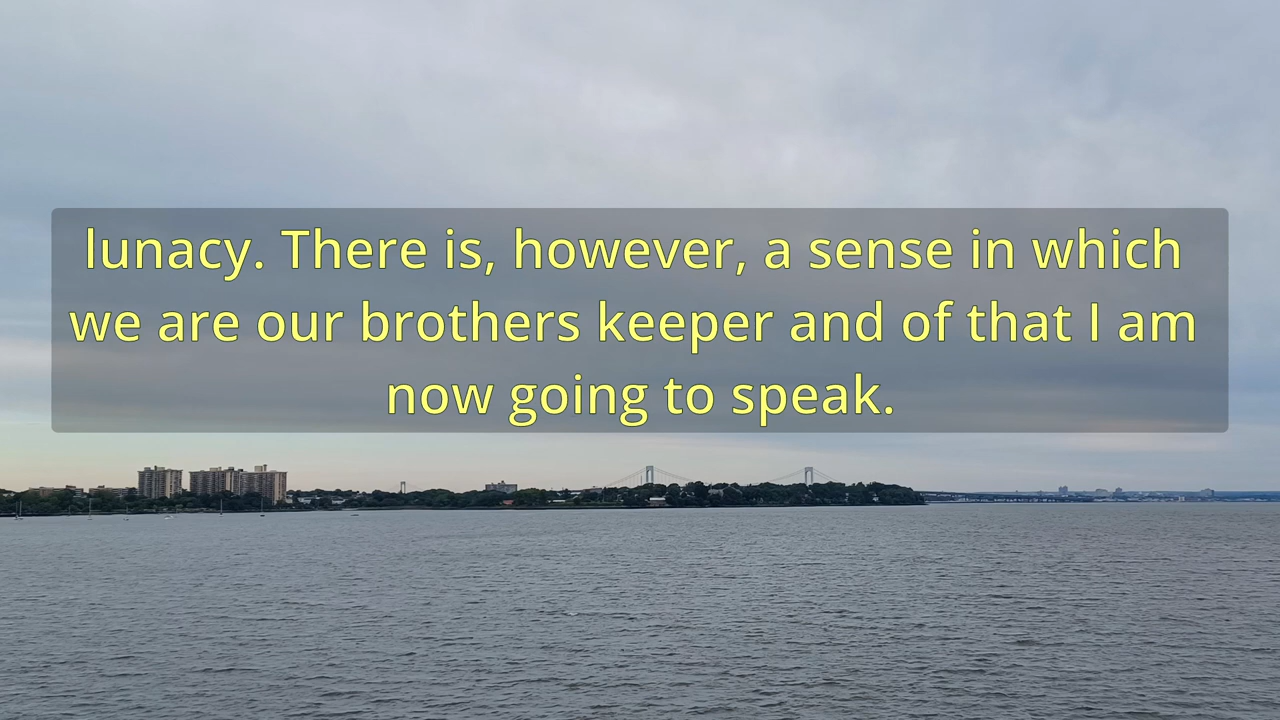 lunacy. There is, however, a sense in which
we are our brothers keeper and of that I am
now going to speak.